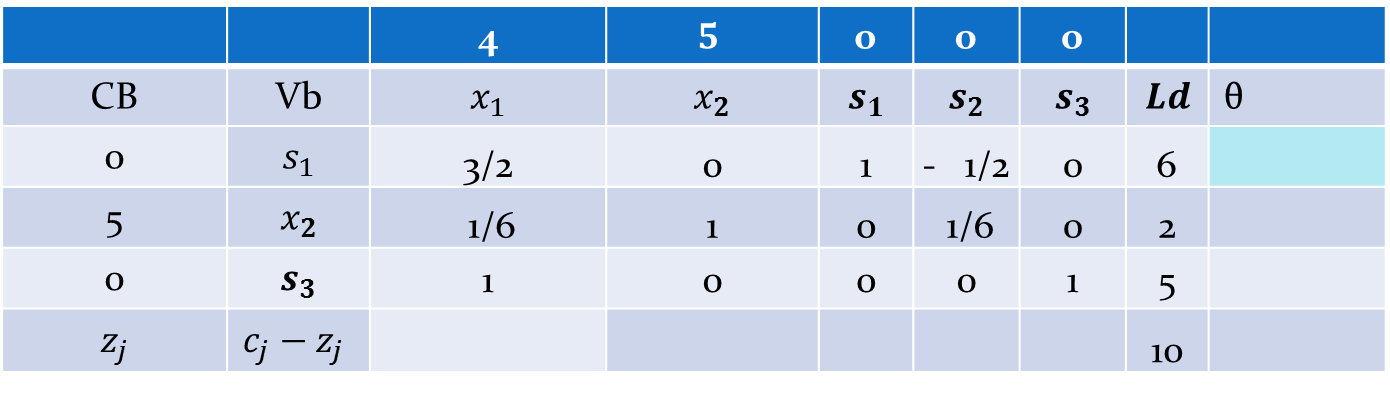 4 5 0 0 0
CB Vb x₁ x₂ s₁ s₂ s₃ Ld θ
0 s₁ 3/2 0 1 - 1/2 0 6
5 x₂ 1/6 1 0 1/6 0 2
0 s₃ 1 0 0 0 1 5
zⱼ cⱼ − zⱼ 10